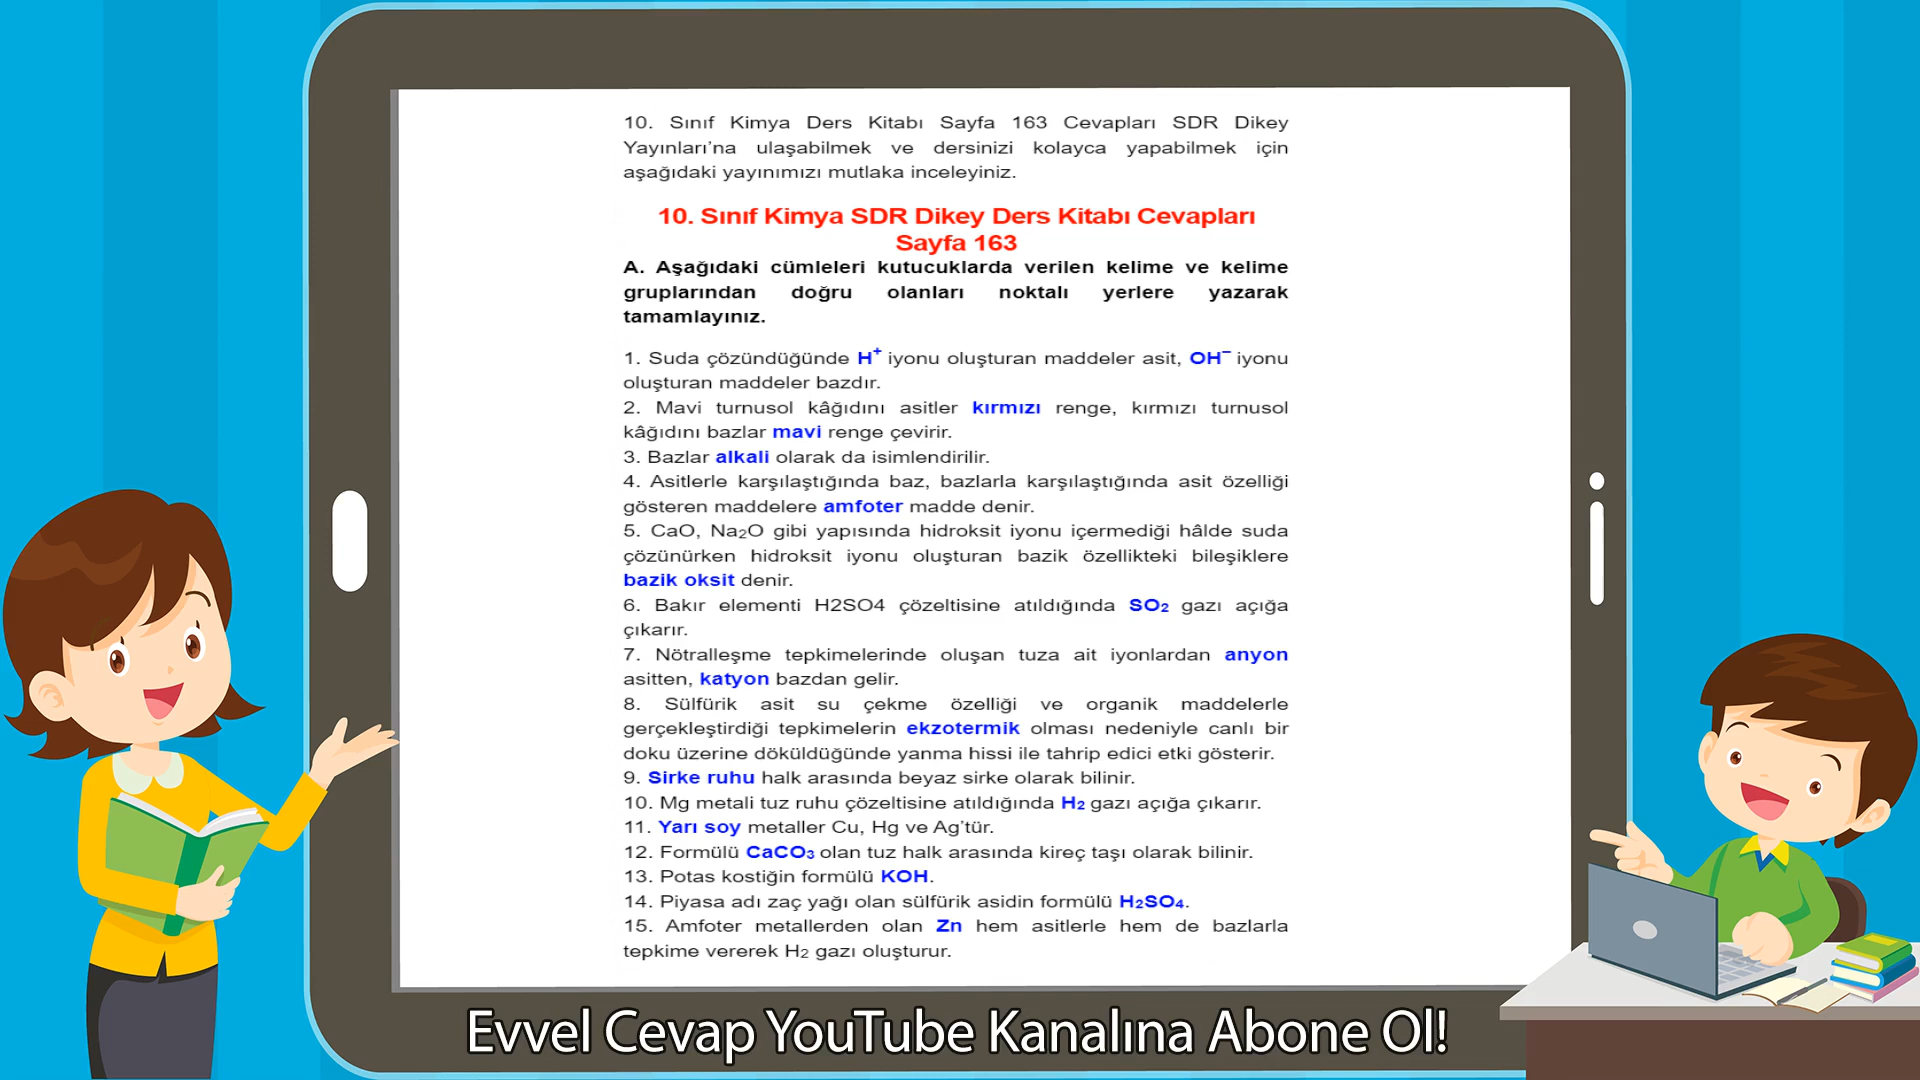 10. Sınıf Kimya Ders Kitabı Sayfa 163 Cevapları SDR Dikey
Yayınları’na ulaşabilmek ve dersinizi kolayca yapabilmek için
aşağıdaki yayınımızı mutlaka inceleyiniz.
10. Sınıf Kimya SDR Dikey Ders Kitabı Cevapları
Sayfa 163
A. Aşağıdaki cümleleri kutucuklarda verilen kelime ve kelime
gruplarından doğru olanları noktalı yerlere yazarak
tamamlayınız.
1. Suda çözündüğünde H⁺ iyonu oluşturan maddeler asit, OH⁻ iyonu
oluşturan maddeler bazdır.
2. Mavi turnusol kâğıdını asitler kırmızı renge, kırmızı turnusol
kâğıdını bazlar mavi renge çevirir.
3. Bazlar alkali olarak da isimlendirilir.
4. Asitlerle karşılaştığında baz, bazlarla karşılaştığında asit özelliği
gösteren maddelere amfoter madde denir.
5. CaO, Na₂O gibi yapısında hidroksit iyonu içermediği hâlde suda
çözünürken hidroksit iyonu oluşturan bazik özellikteki bileşiklere
bazik oksit denir.
6. Bakır elementi H2SO4 çözeltisine atıldığında SO₂ gazı açığa
çıkarır.
7. Nötralleşme tepkimelerinde oluşan tuza ait iyonlardan anyon
asitten, katyon bazdan gelir.
8. Sülfürik asit su çekme özelliği ve organik maddelerle
gerçekleştirdiği tepkimelerin ekzotermik olması nedeniyle canlı bir
doku üzerine döküldüğünde yanma hissi ile tahrip edici etki gösterir.
9. Sirke ruhu halk arasında beyaz sirke olarak bilinir.
10. Mg metali tuz ruhu çözeltisine atıldığında H₂ gazı açığa çıkarır.
11. Yarı soy metaller Cu, Hg ve Ag’tür.
12. Formülü CaCO₃ olan tuz halk arasında kireç taşı olarak bilinir.
13. Potas kostiğin formülü KOH.
14. Piyasa adı zaç yağı olan sülfürik asidin formülü H₂SO₄.
15. Amfoter metallerden olan Zn hem asitlerle hem de bazlarla
tepkime vererek H₂ gazı oluşturur.
Evvel Cevap YouTube Kanalına Abone Ol!